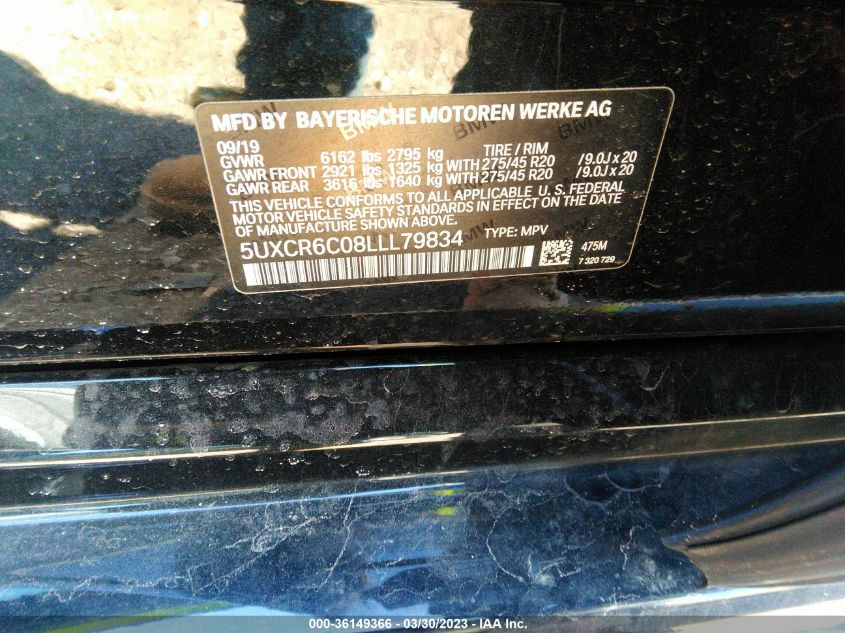 MFD BY BAYERISCHE MOTOREN WERKE AG
09/19 TIRE / RIM
GVWR 6162 lbs 2795 kg
GAWR FRONT 2921 lbs 1325 kg WITH 275/45 R20 /9.0J x 20
GAWR REAR 3616 lbs 1640 kg WITH 275/45 R20 /9.0J x 20
THIS VEHICLE CONFORMS TO ALL APPLICABLE U. S. FEDERAL
MOTOR VEHICLE SAFETY STANDARDS IN EFFECT ON THE DATE
OF MANUFACTURE SHOWN ABOVE.
5UXCR6C08LLL79834 TYPE: MPV
475M
7 320 729
000-36149366 - 03/30/2023 - IAA Inc.